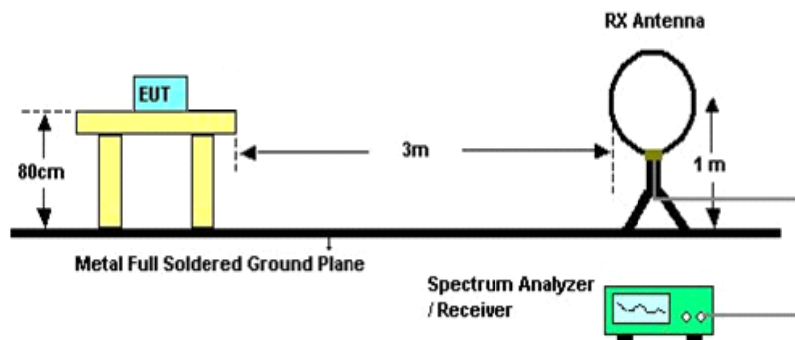 RX Antenna
EUT
3m
80cm
1 m
Metal Full Soldered Ground Plane
Spectrum Analyzer
/ Receiver